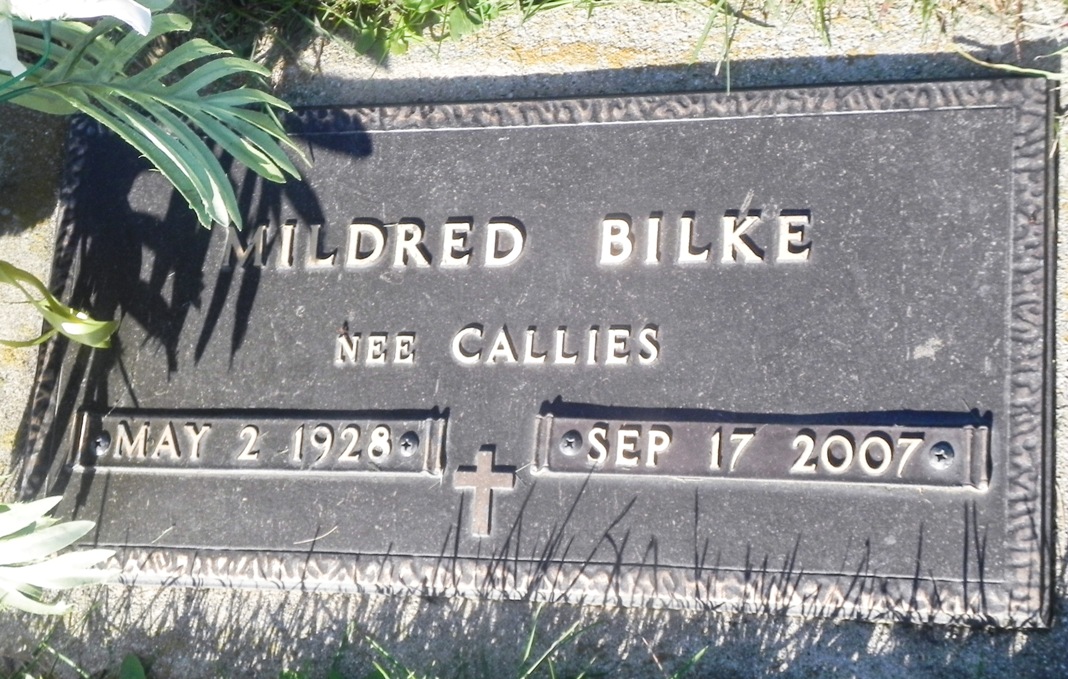 MILDRED BILKE
NEE CALLIES
MAY 2 1928
SEP 17 2007